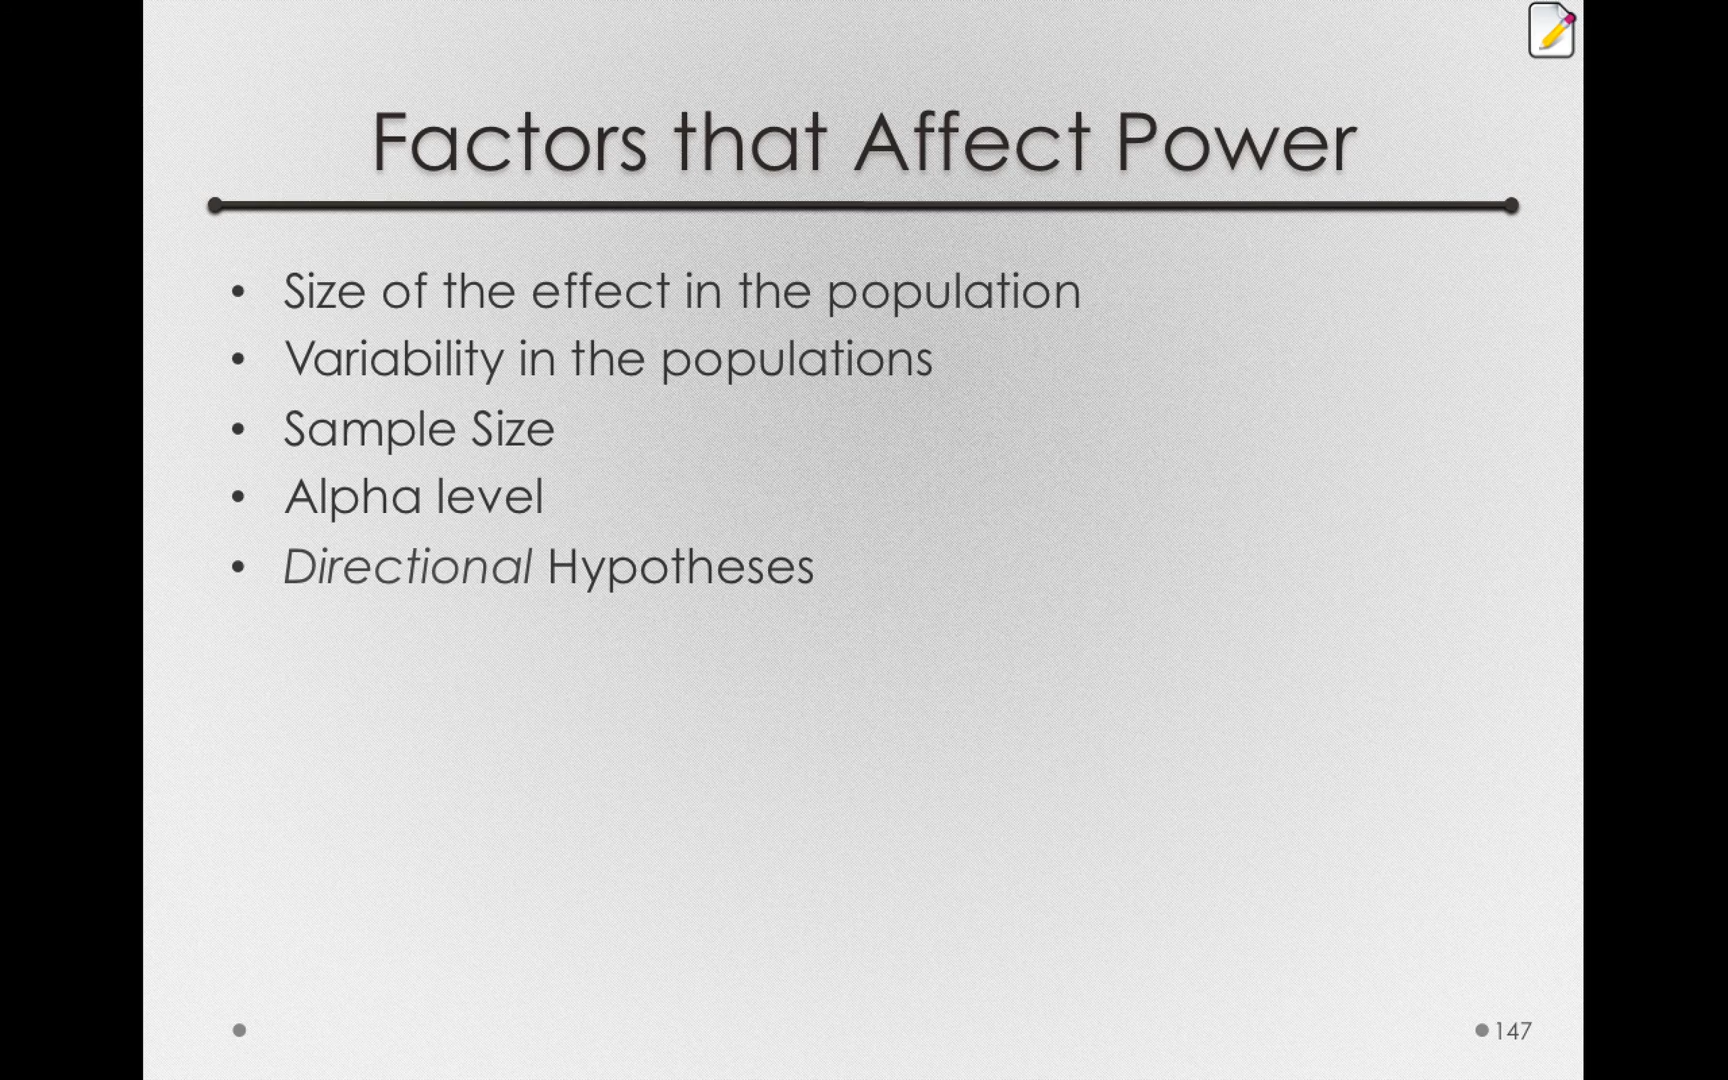 Factors that Affect Power
• Size of the effect in the population
• Variability in the populations
• Sample Size
• Alpha level
• Directional Hypotheses
147